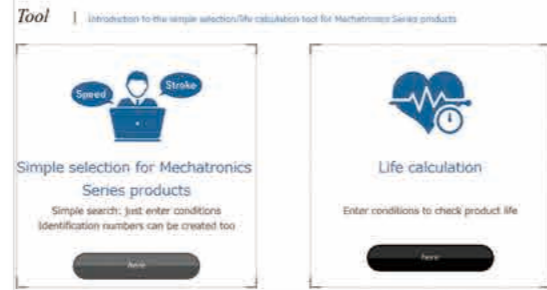 Tool | Introduction to the simple selection/life calculation tool for Mechatronics Series products
Speed
Stroke
Simple selection for Mechatronics
Series products
Simple search: just enter conditions
Identification numbers can be created too
here
Life calculation
Enter conditions to check product life
here